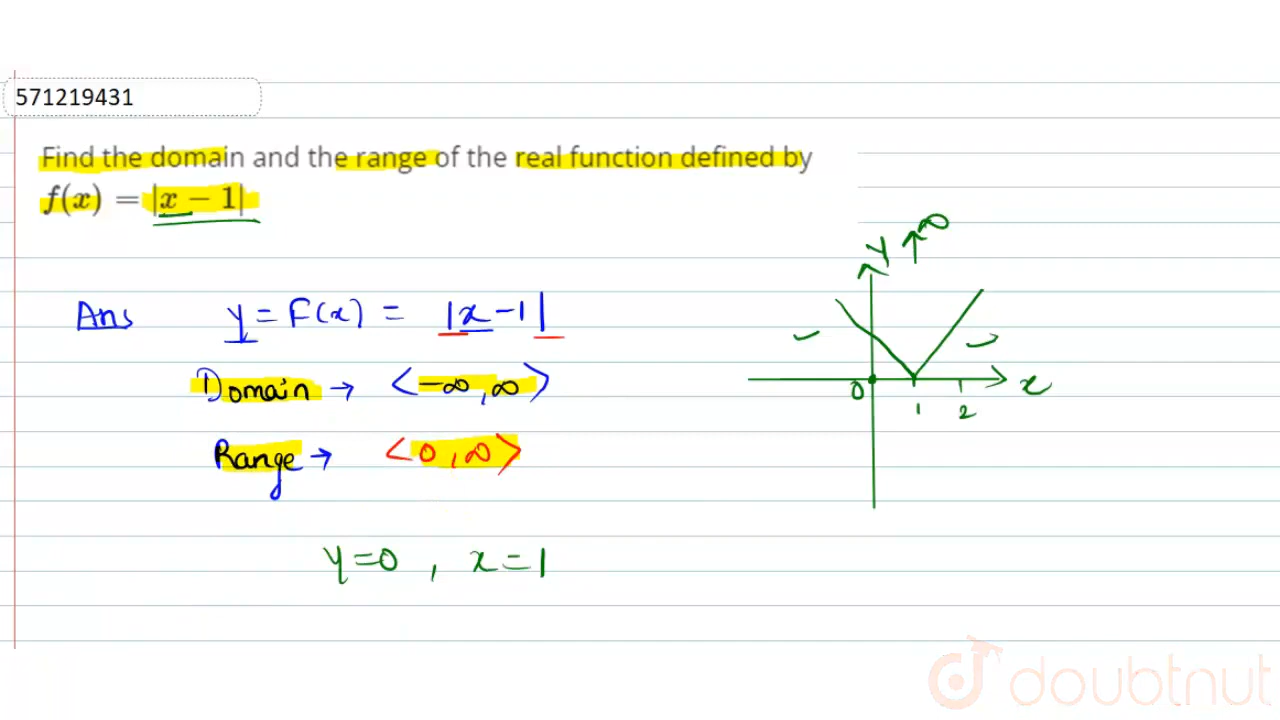 571219431
Find the domain and the range of the real function defined by
f(x) = |x − 1|
Ans y = F(x) = |x-1|
Domain → <-∞, ∞>
Range → <0, ∞>
y=0, x=1
y ↑∞
0 1 2 x
doubtnut